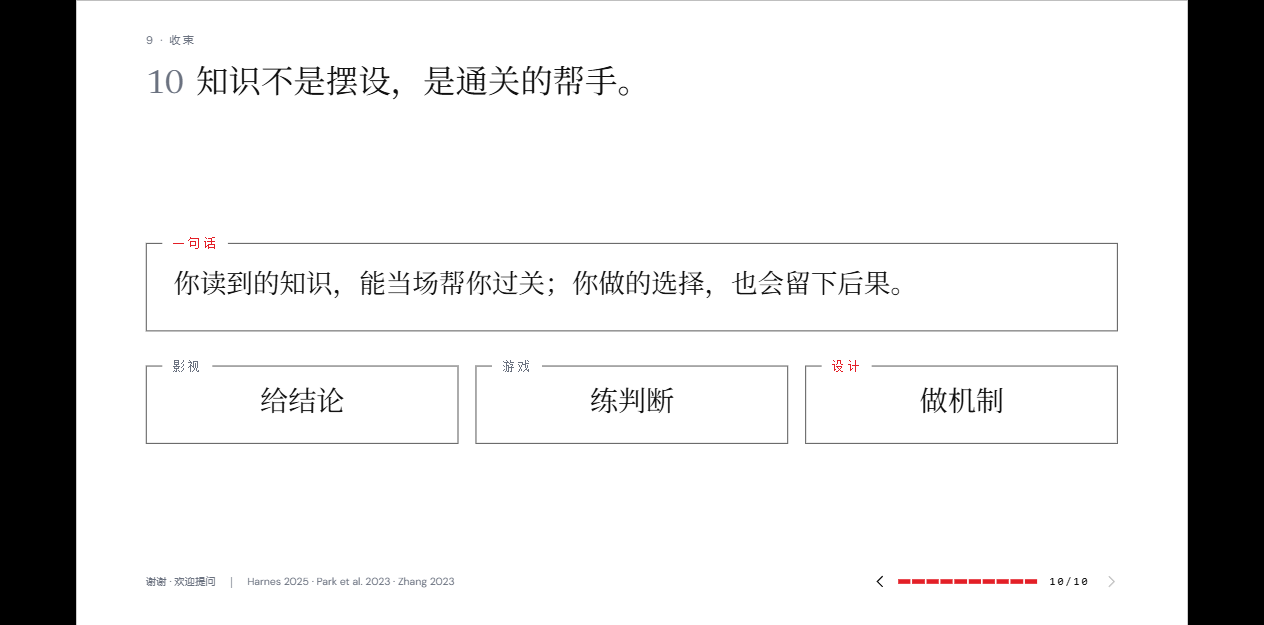 9 · 收束
10 知识不是摆设，是通关的帮手。
一句话
你读到的知识，能当场帮你过关；你做的选择，也会留下后果。
影视
给结论
游戏
练判断
设计
做机制
谢谢 · 欢迎提问 | Harnes 2025 · Park et al. 2023 · Zhang 2023
10/10